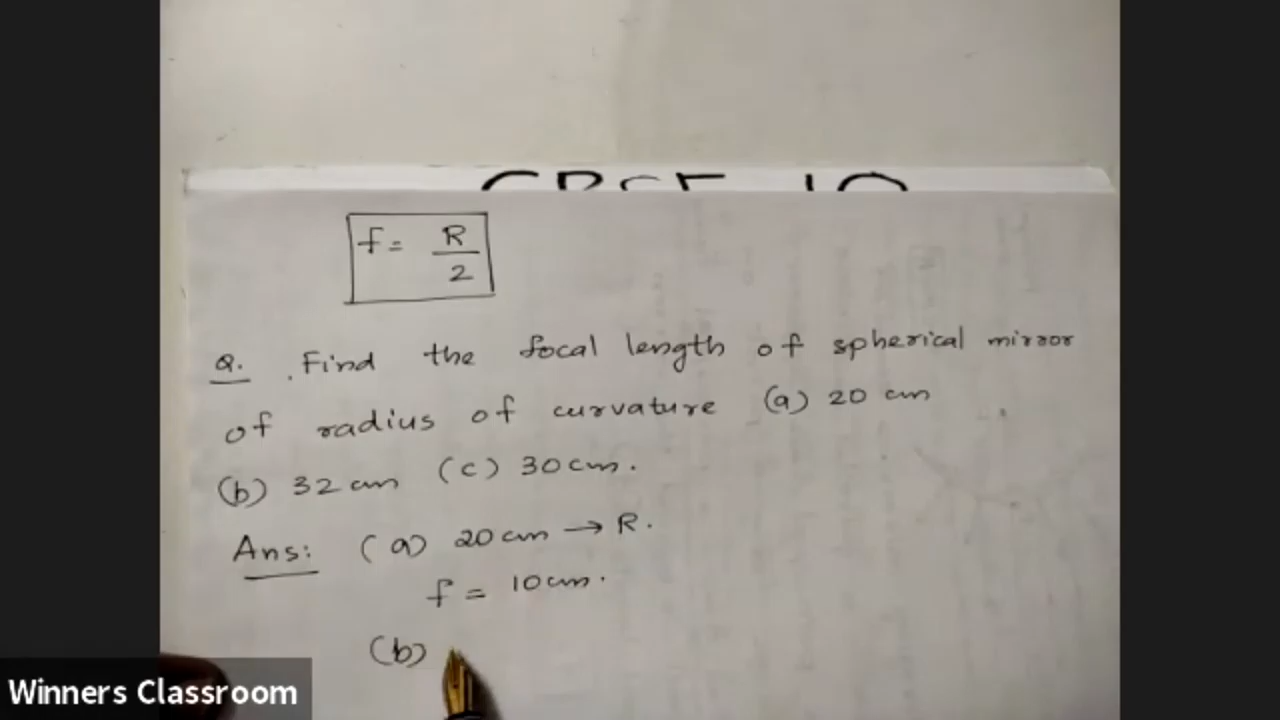 f = R/2
Q. Find the focal length of spherical mirror
of radius of curvature (a) 20 cm
(b) 32 cm (c) 30 cm.
Ans: (a) 20 cm → R.
f = 10 cm.
(b)
Winners Classroom